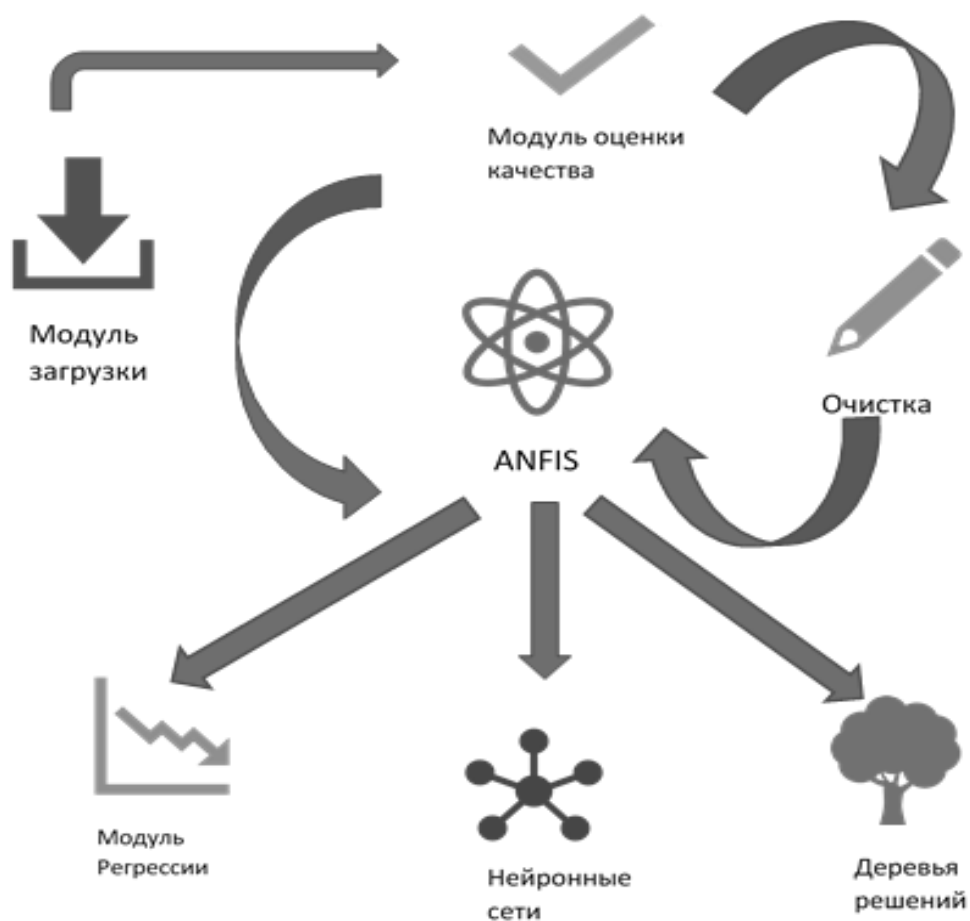 Модуль оценки
качества
Модуль
загрузки
Очистка
ANFIS
Модуль
Регрессии
Нейронные
сети
Деревья
решений